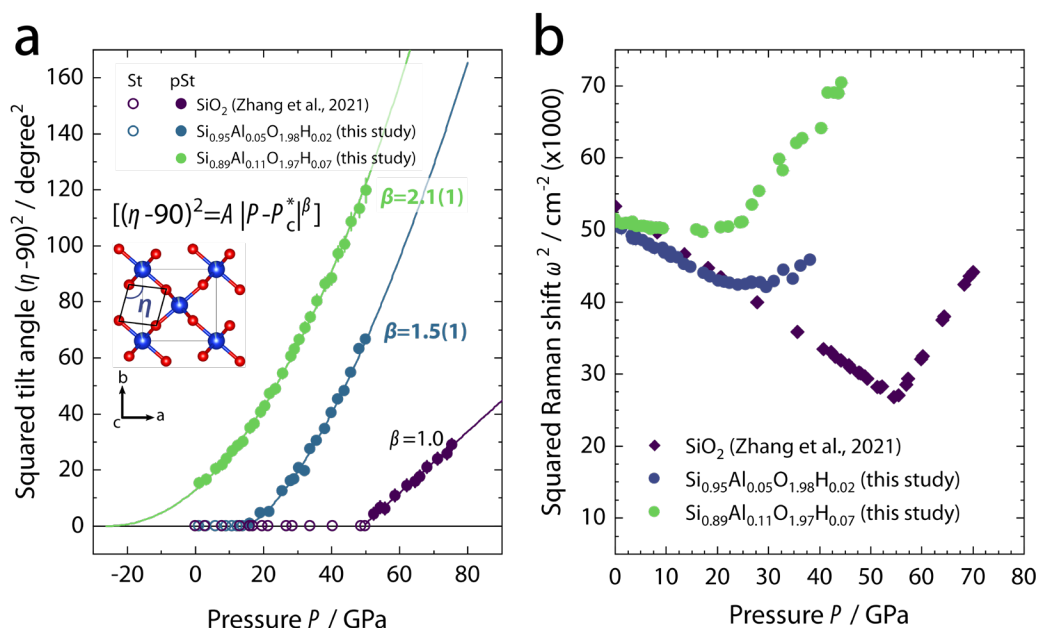 a
Squared tilt angle (η -90)² / degree²
160
140
120
100
80
60
40
20
0
-20 0 20 40 60 80
Pressure P / GPa
St pSt
SiO₂ (Zhang et al., 2021)
Si₀.₉₅Al₀.₀₅O₁.₉₈H₀.₀₂ (this study)
Si₀.₈₉Al₀.₁₁O₁.₉₇H₀.₀₇ (this study)
β=2.1(1)
[(η -90)²=A |P-P*c|^β]
η
β=1.5(1)
b
c a
β=1.0
b
Squared Raman shift ω² / cm⁻² (x1000)
70
60
50
40
30
20
10
SiO₂ (Zhang et al., 2021)
Si₀.₉₅Al₀.₀₅O₁.₉₈H₀.₀₂ (this study)
Si₀.₈₉Al₀.₁₁O₁.₉₇H₀.₀₇ (this study)
0 10 20 30 40 50 60 70 80
Pressure P / GPa